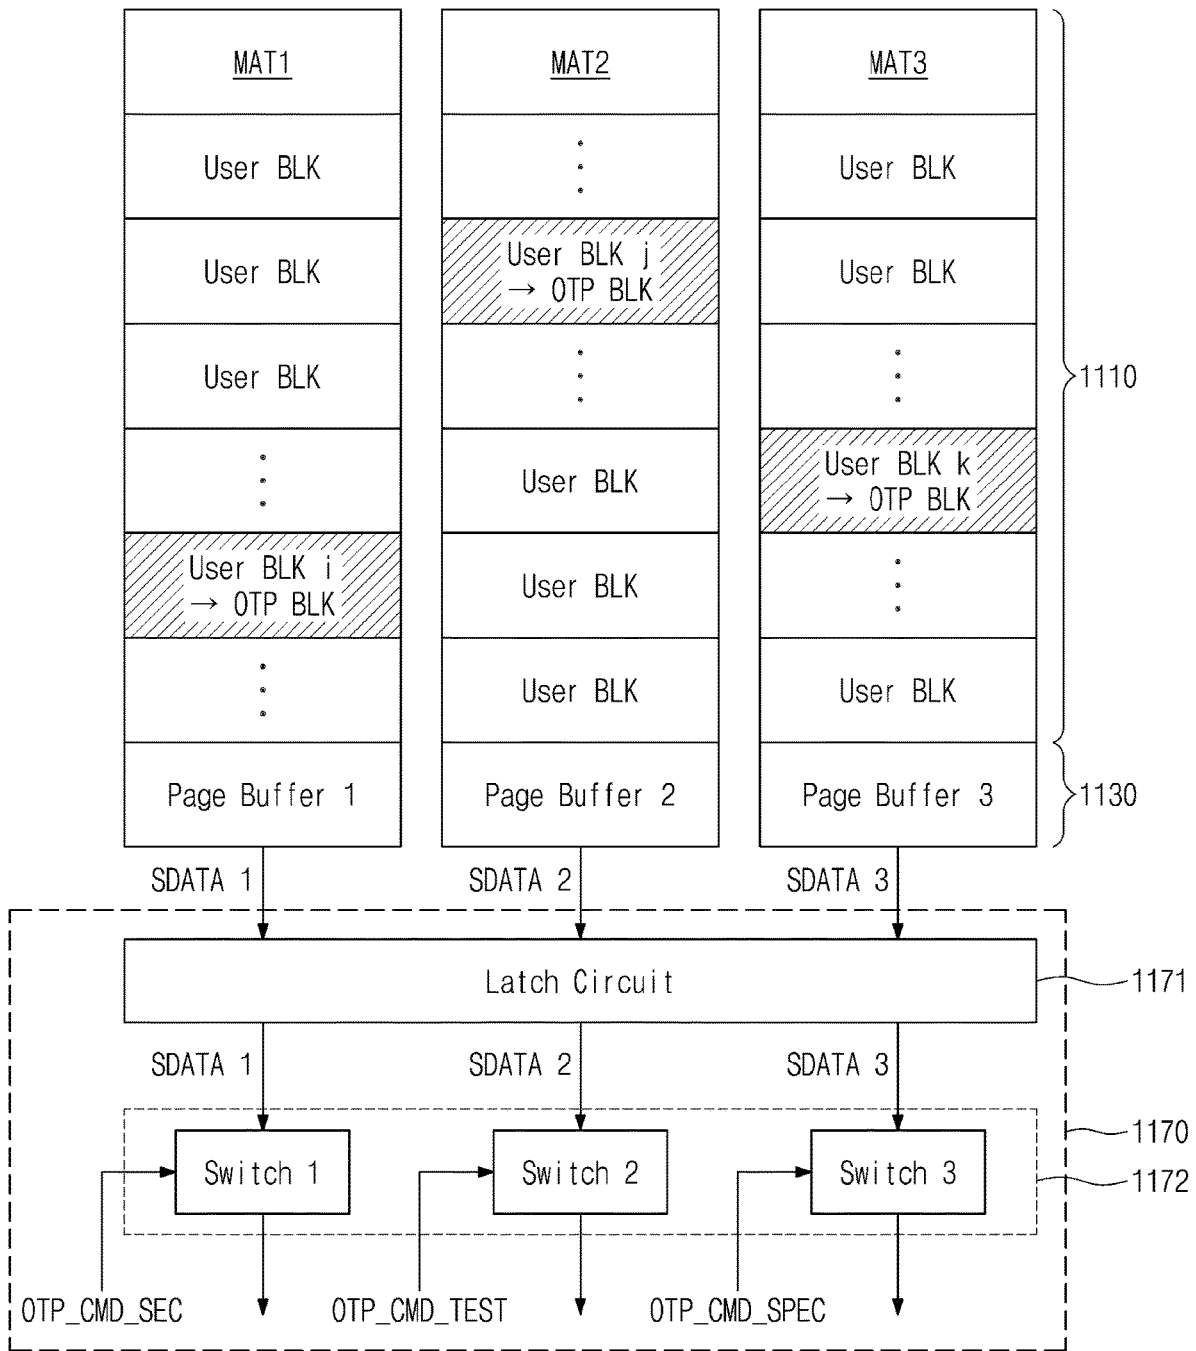 MAT1
User BLK
User BLK
User BLK
User BLK i
→ OTP BLK
Page Buffer 1
MAT2
User BLK j
→ OTP BLK
User BLK
User BLK
User BLK
Page Buffer 2
MAT3
User BLK
User BLK
User BLK k
→ OTP BLK
User BLK
Page Buffer 3
1110
1130
SDATA 1
SDATA 2
SDATA 3
Latch Circuit
1171
SDATA 1
SDATA 2
SDATA 3
1170
Switch 1
Switch 2
Switch 3
1172
OTP_CMD_SEC
OTP_CMD_TEST
OTP_CMD_SPEC